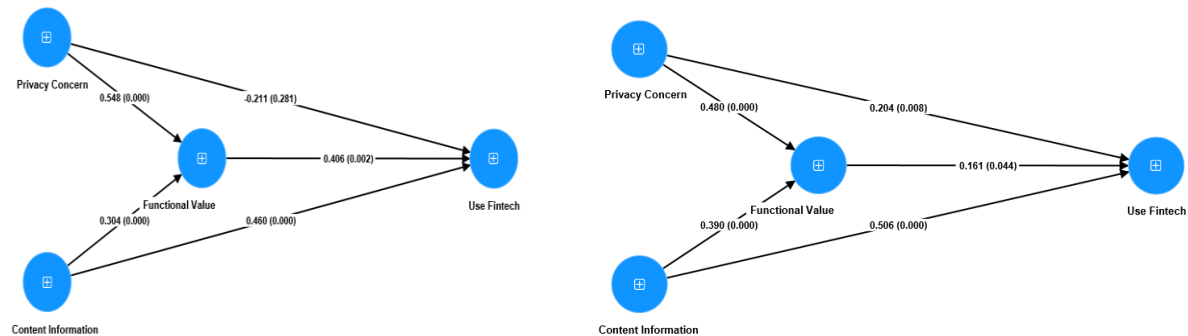 Privacy Concern
0.548 (0.000)
-0.211 (0.281)
Functional Value
0.406 (0.002)
Use Fintech
0.304 (0.000)
0.460 (0.000)
Content Information
Privacy Concern
0.480 (0.000)
0.204 (0.008)
Functional Value
0.161 (0.044)
Use Fintech
0.390 (0.000)
0.506 (0.000)
Content Information